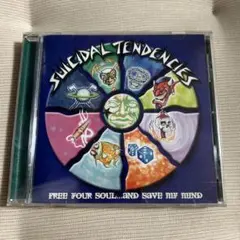 SUICIDAL TENDENCIES
FREE YOUR SOUL...AND SAVE MY MIND